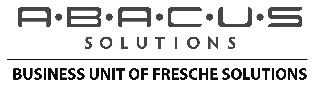 A·B·A·C·U·S
SOLUTIONS
BUSINESS UNIT OF FRESCHE SOLUTIONS